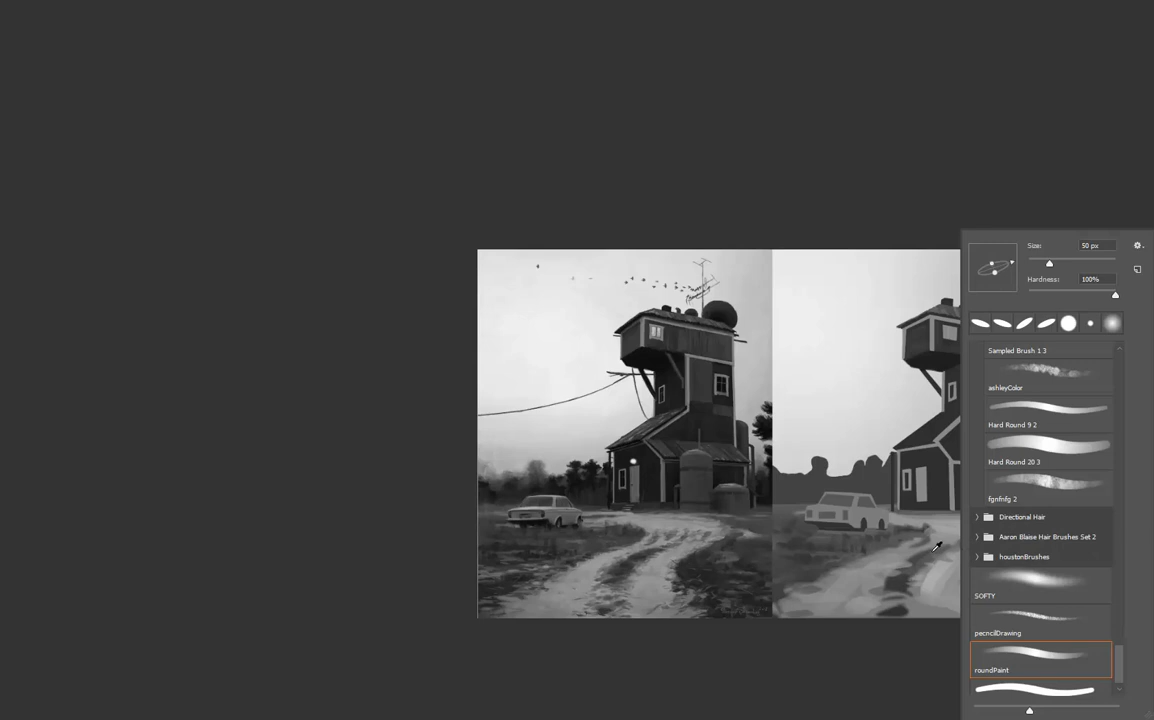 Size:
50 px
Hardness:
100%
Sampled Brush 1 3
ashleyColor
Hard Round 9 2
Hard Round 20 3
fgnfnfg 2
Directional Hair
Aaron Blaise Hair Brushes Set 2
houstonBrushes
SOFTY
pecncilDrawing
roundPaint